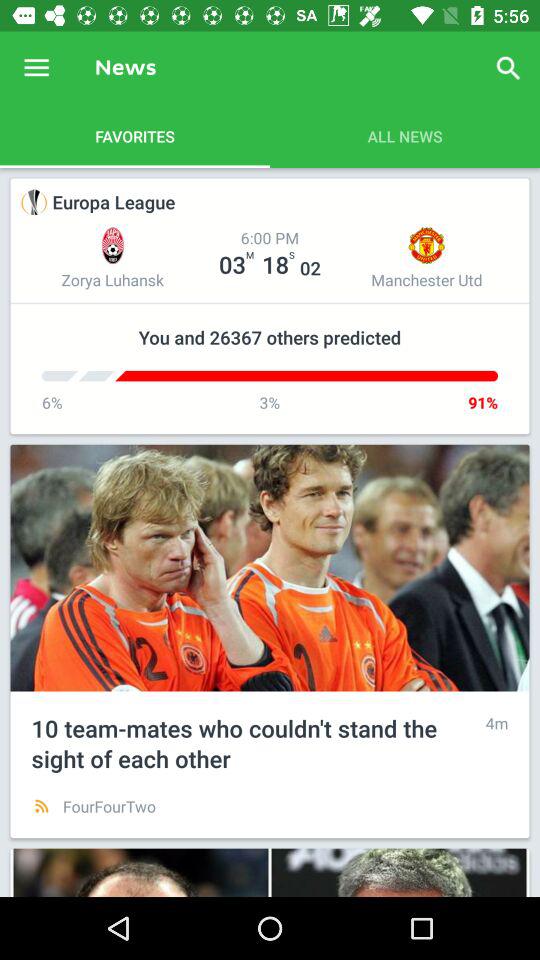 SA 5:56
News
FAVORITES ALL NEWS
Europa League
6:00 PM
03M 18S 02
Zorya Luhansk Manchester Utd
You and 26367 others predicted
6% 3% 91%
10 team-mates who couldn't stand the 4m
sight of each other
FourFourTwo